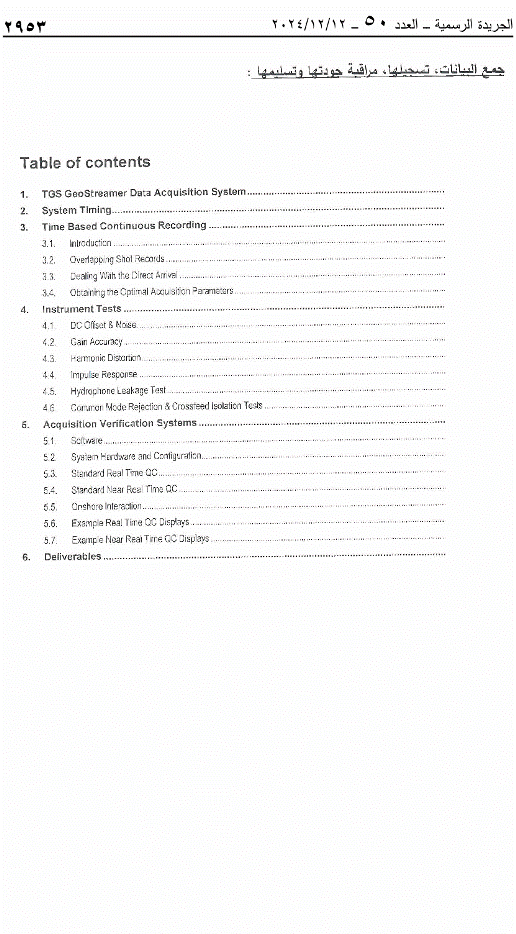 الجريدة الرسمية ــ العدد ٥٠ ــ ٢٠٢٤/١٢/١٢ ٢٩٥٣
جمع البيانات، تسجيلها، مراقبة جودتها وتسليمها :
Table of contents
1. TGS GeoStreamer Data Acquisition System
2. System Timing
3. Time Based Continuous Recording
3.1. Introduction
3.2. Overlapping Shot Records
3.3. Dealing With the Direct Arrival
3.4. Obtaining the Optimal Acquisition Parameters
4. Instrument Tests
4.1. DC Offset & Noise
4.2. Gain Accuracy
4.3. Harmonic Distortion
4.4. Impulse Response
4.5. Hydrophone Leakage Test
4.6. Common Mode Rejection & Crossfeed Isolation Tests
5. Acquisition Verification Systems
5.1. Software
5.2. System Hardware and Configuration
5.3. Standard Real Time QC
5.4. Standard Near Real Time QC
5.5. Onshore Interaction
5.6. Example Real Time QC Displays
5.7. Example Near Real Time QC Displays
6. Deliverables